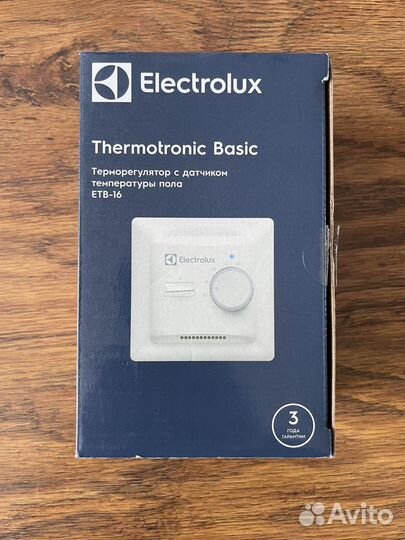 Electrolux
Thermotronic Basic
Терморегулятор с датчиком
температуры пола
ETB-16
Electrolux
3
ГОДА
ГАРАНТИИ
Avito